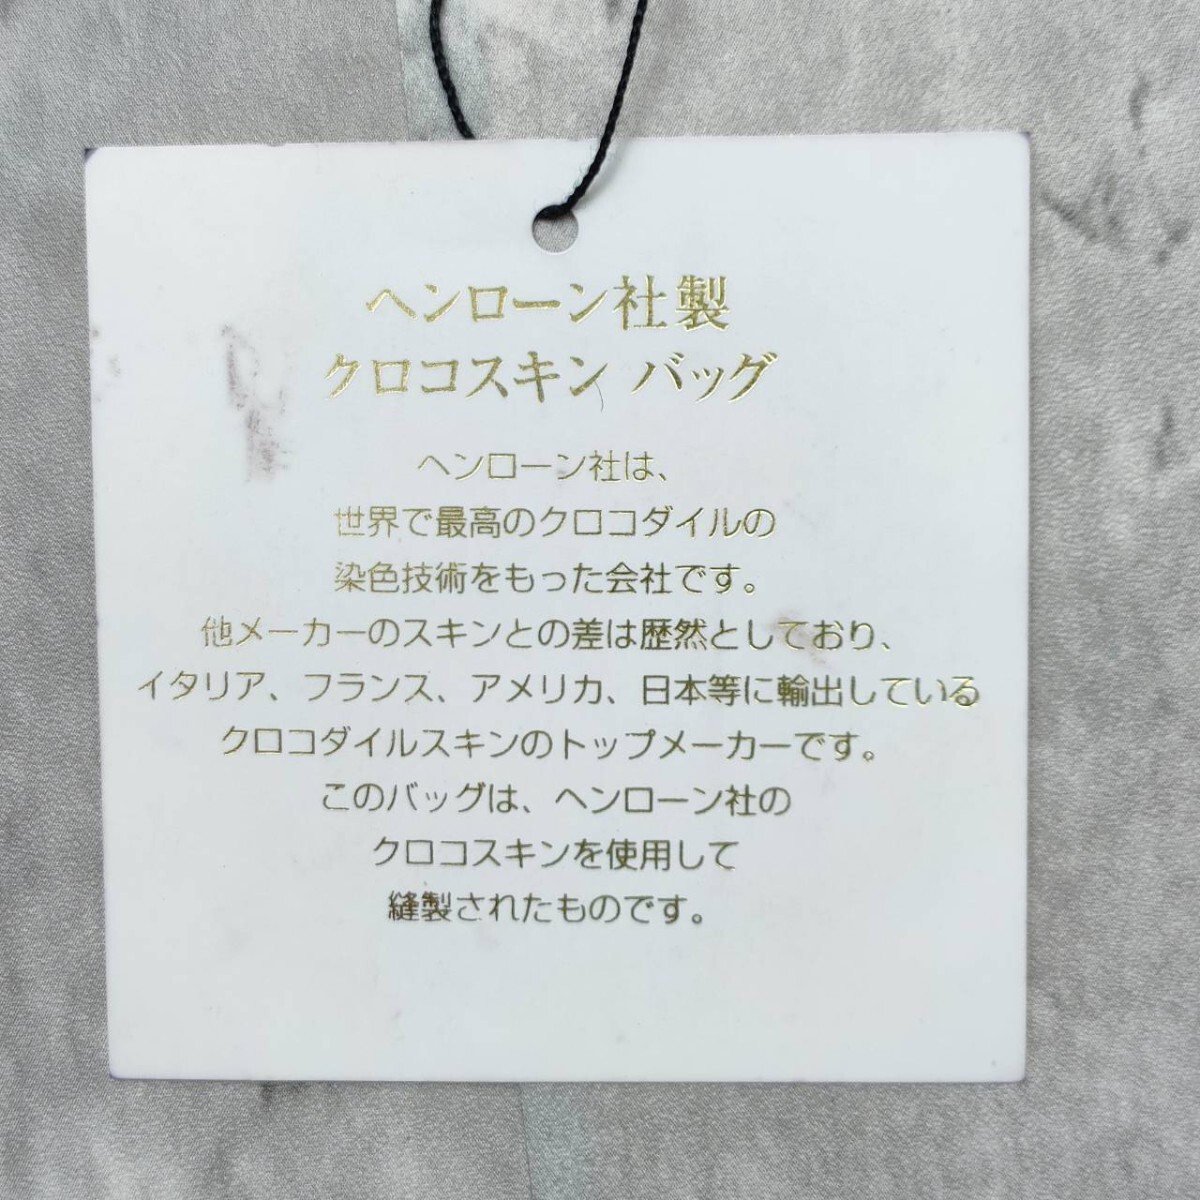 ヘンローン社製
クロコスキン バッグ
ヘンローン社は、
世界で最高のクロコダイルの
染色技術をもった会社です。
他メーカーのスキンとの差は歴然としており、
イタリア、フランス、アメリカ、日本等に輸出している
クロコダイルスキンのトップメーカーです。
このバッグは、ヘンローン社の
クロコスキンを使用して
縫製されたものです。